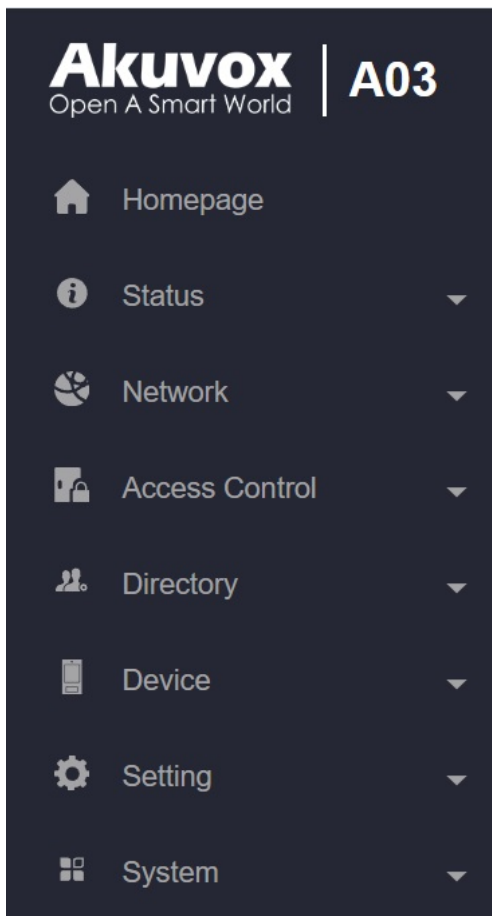 Akuvox
Open A Smart World
A03
Homepage
Status
Network
Access Control
Directory
Device
Setting
System